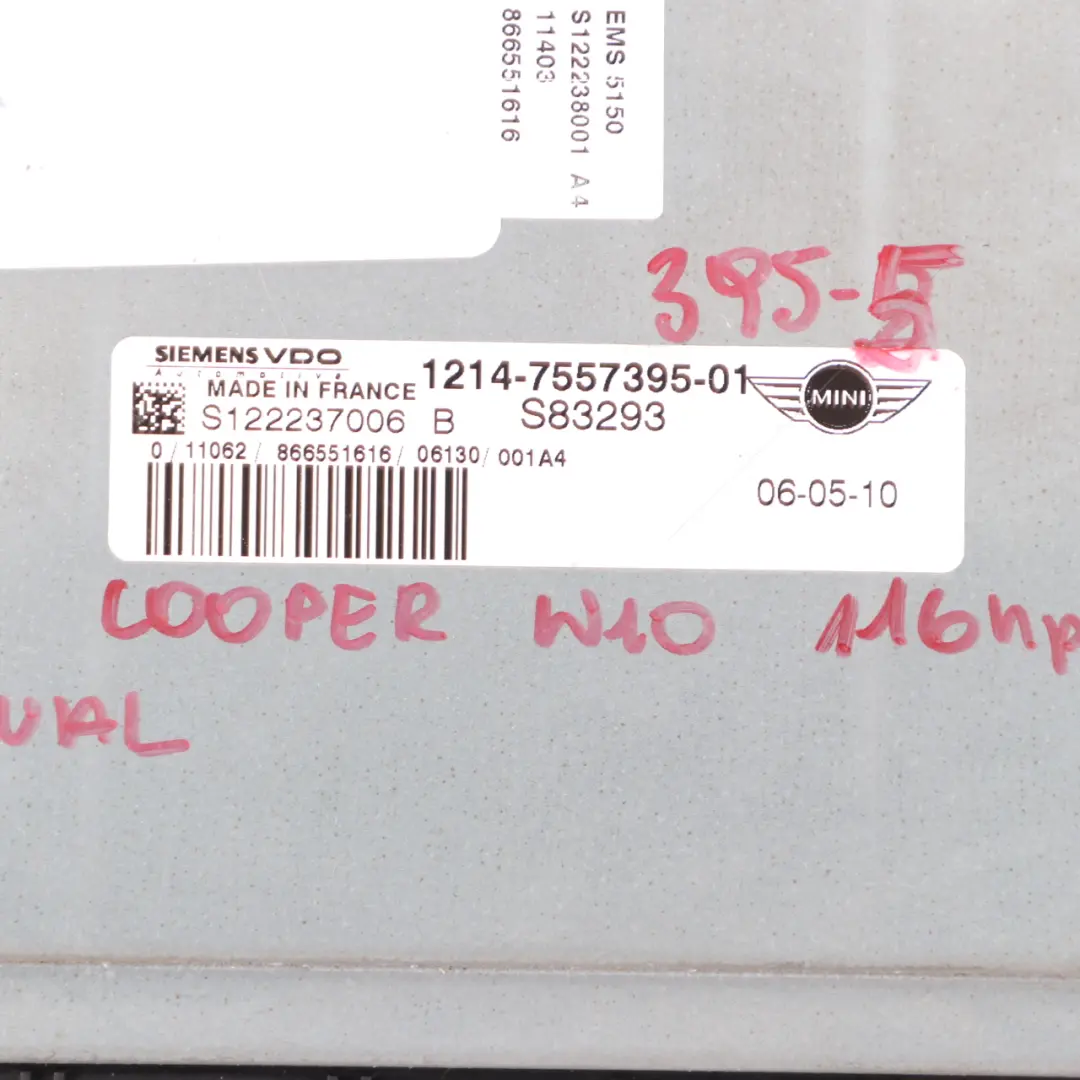 EMS 5150
S122238001 A4
11403
866551616
395-5
SIEMENS VDO
Automotive
MADE IN FRANCE
1214-7557395-01
S122237006 B S83293
MINI
0/11062/866551616/06130/001A4
06-05-10
COOPER W10 116hp
UAL